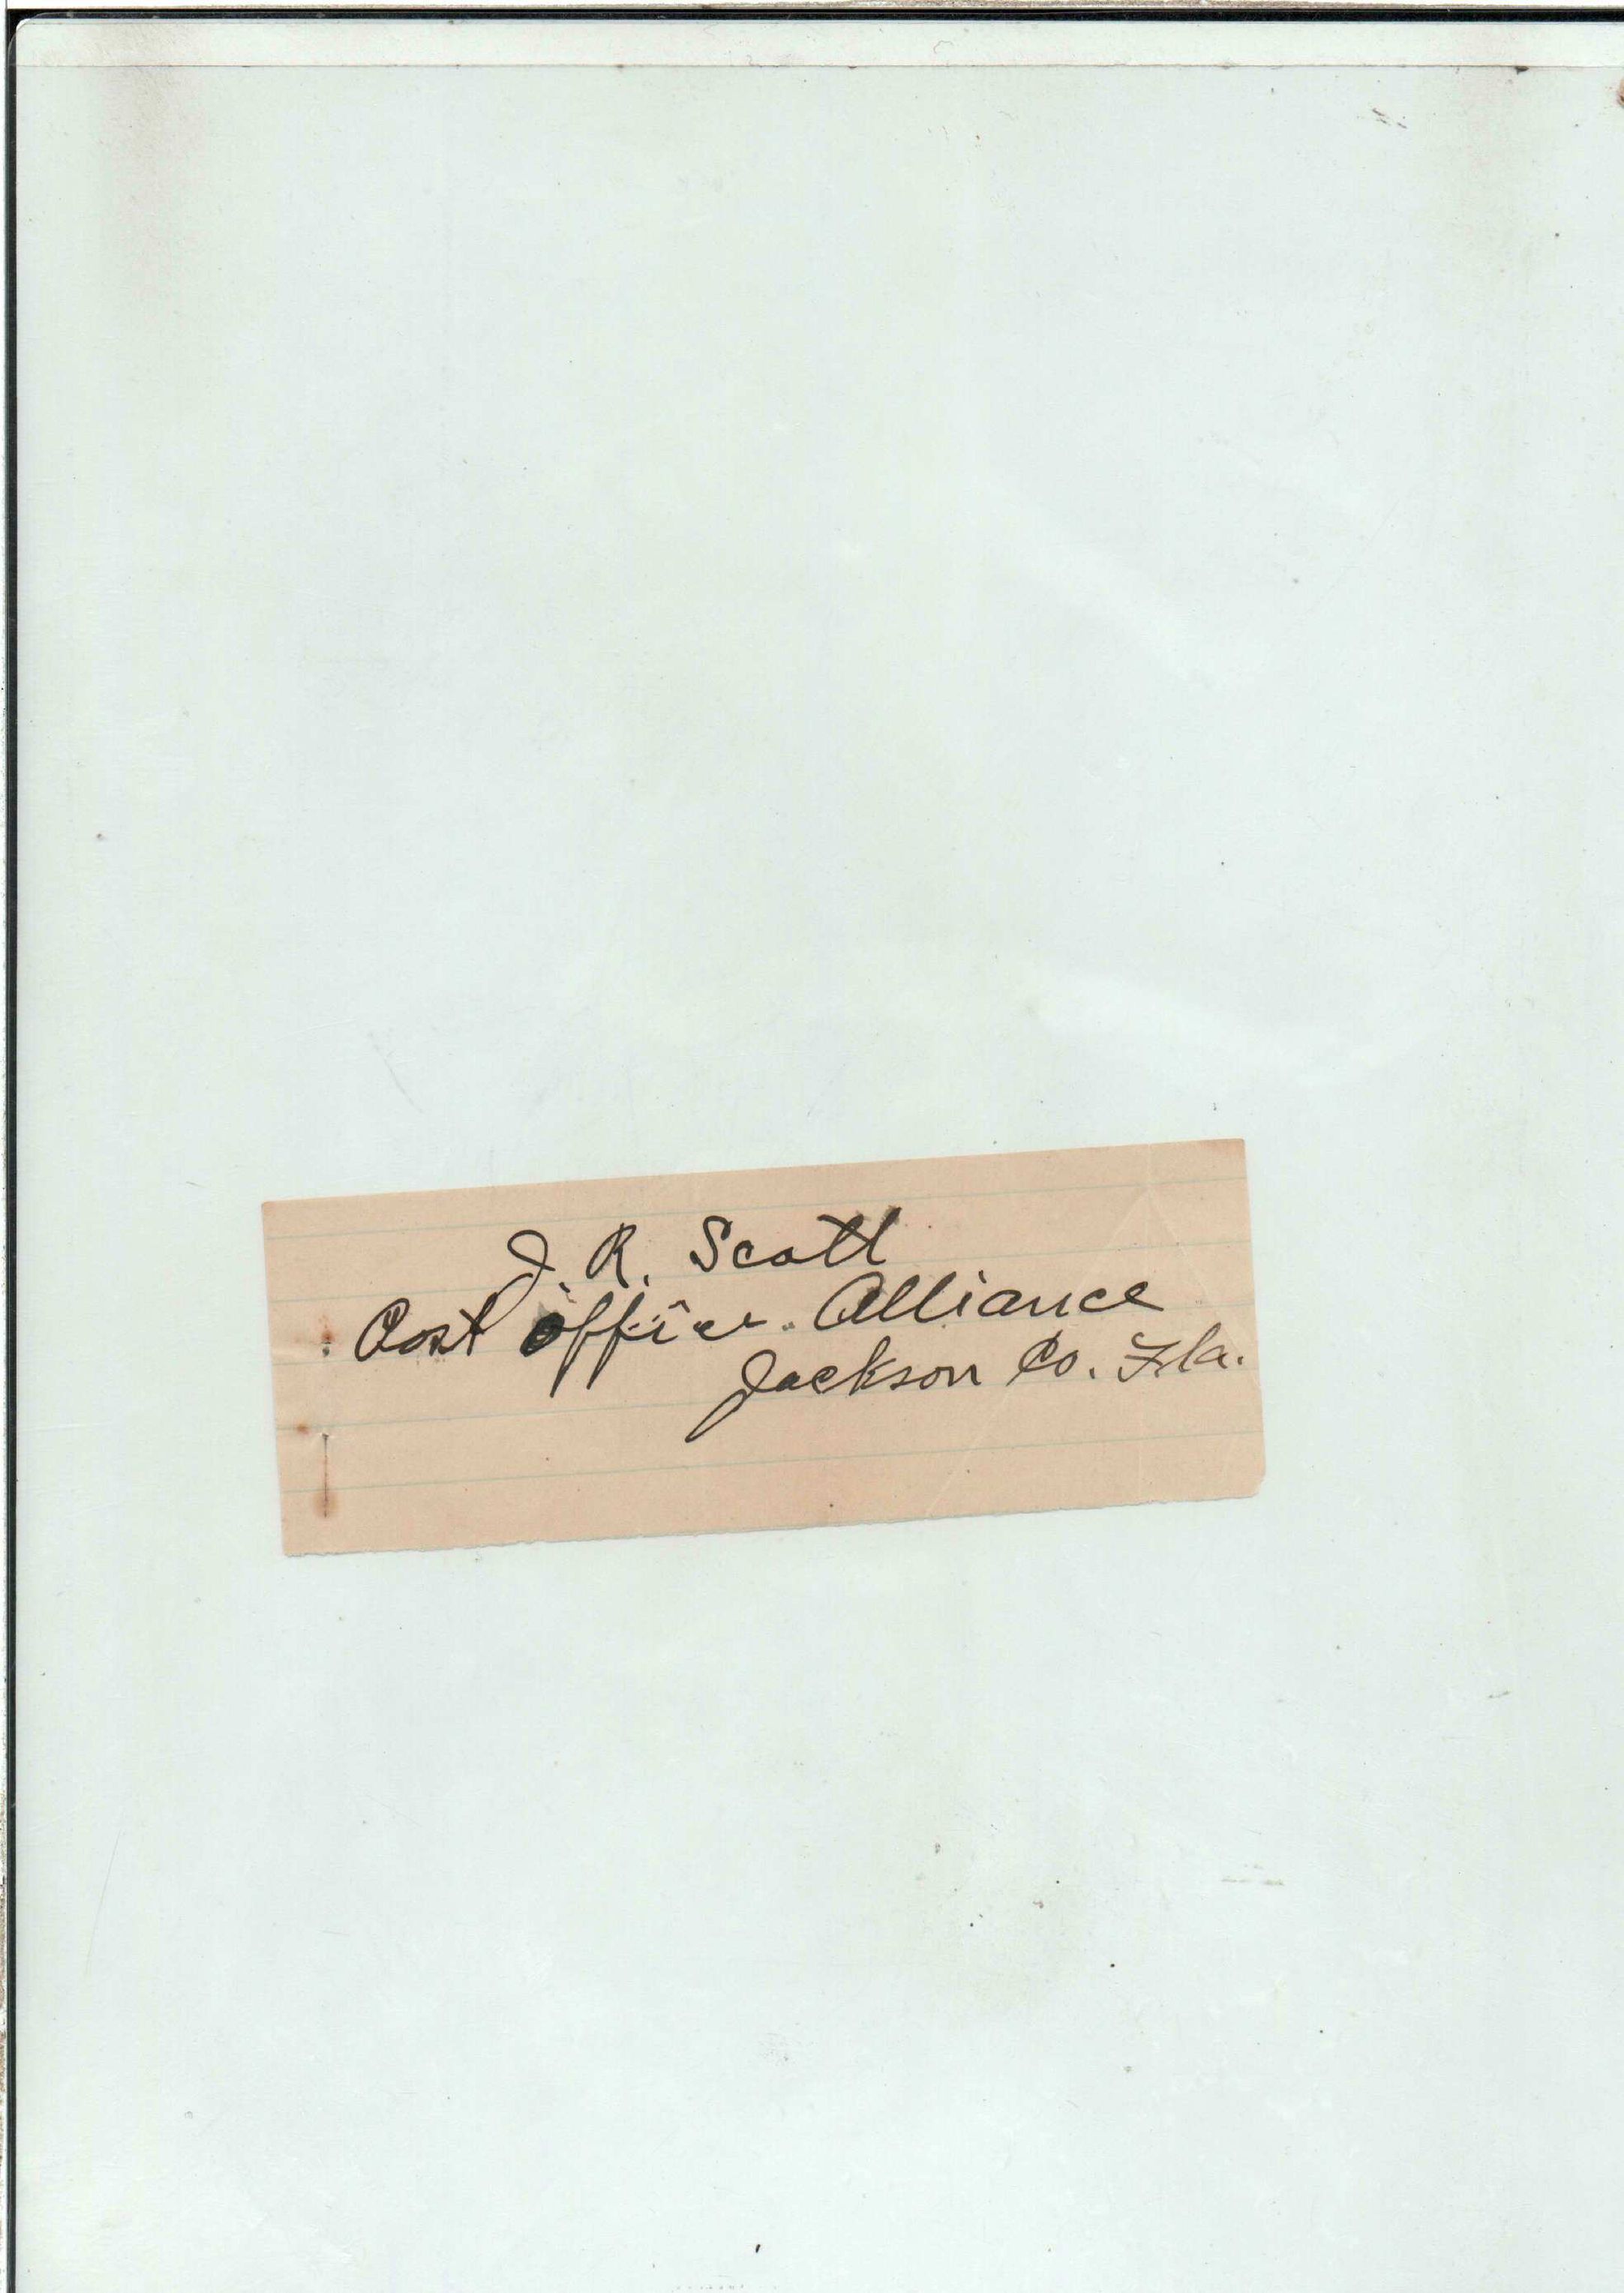 J. R. Scott
Post office. Alliance
Jackson Co. Fla.